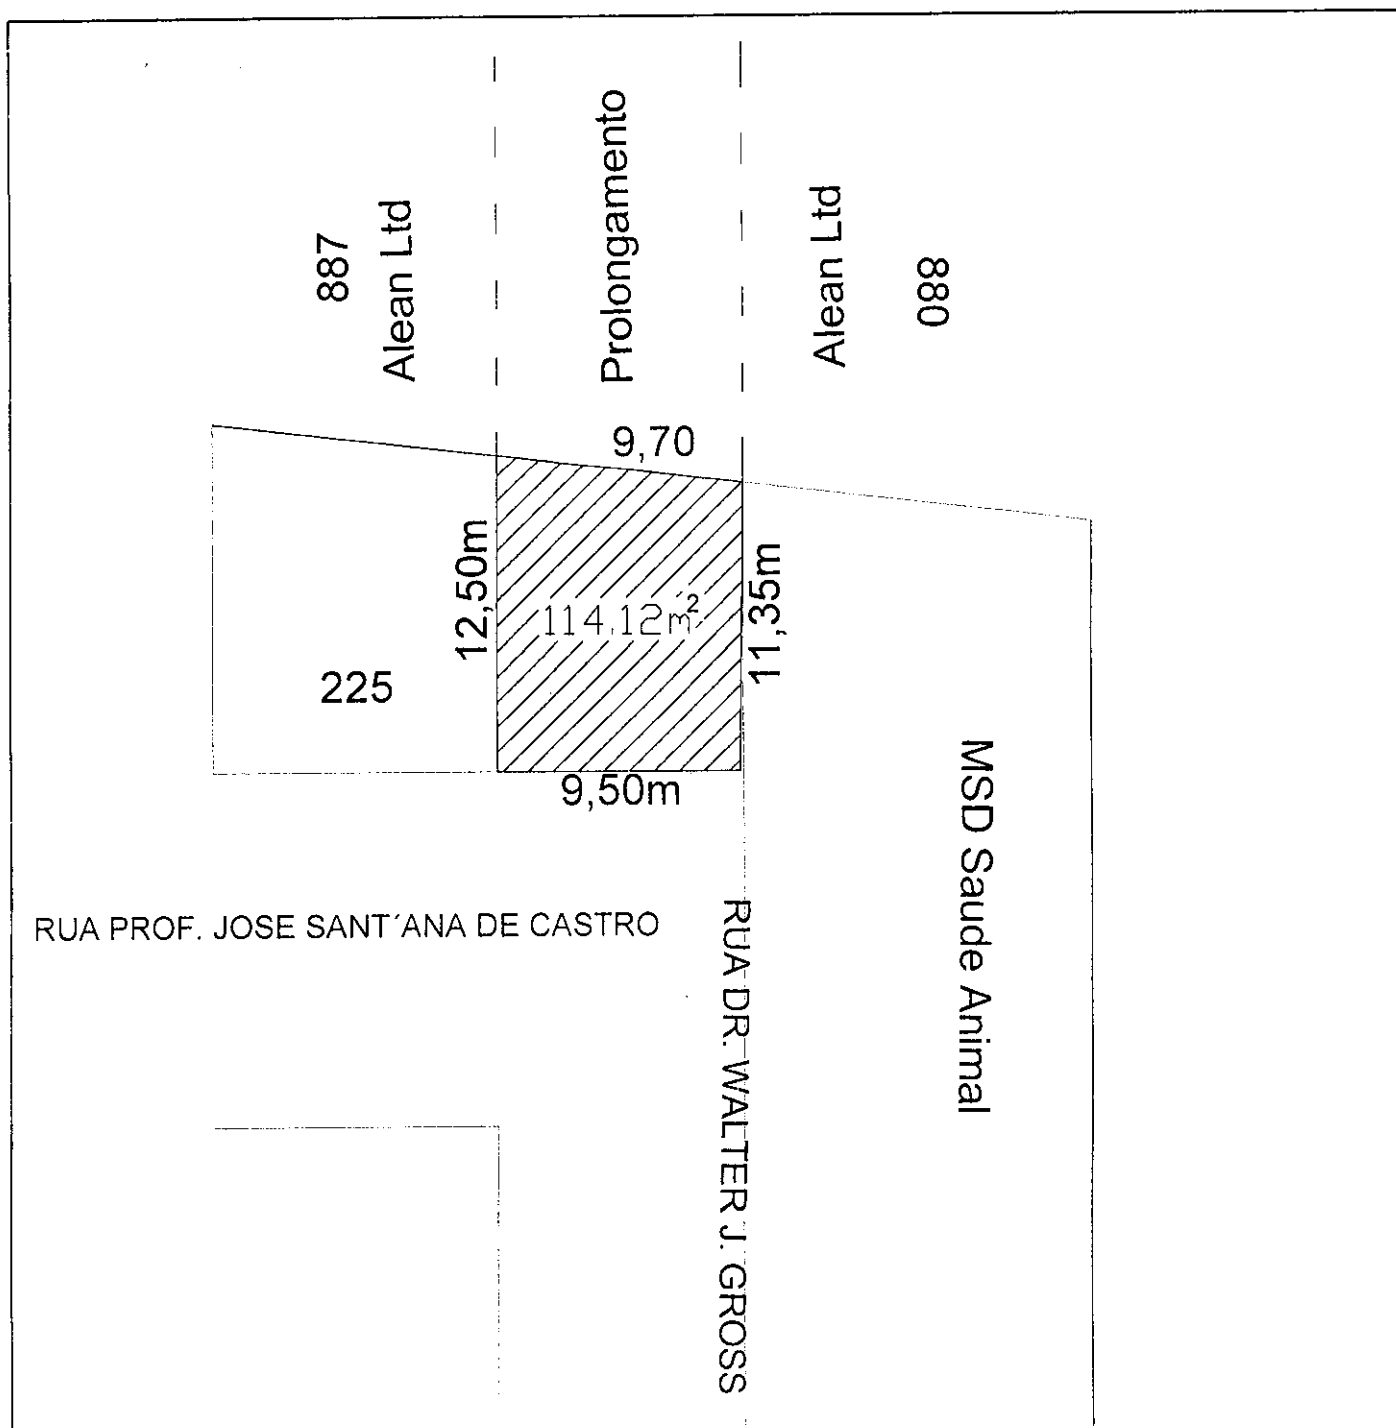 887
Alean Ltd
Prolongamento
Alean Ltd
880
9,70
12,50m
114,12m²
11,35m
225
9,50m
RUA PROF. JOSE SANT´ANA DE CASTRO
RUA DR. WALTER J. GROSS
MSD Saude Animal